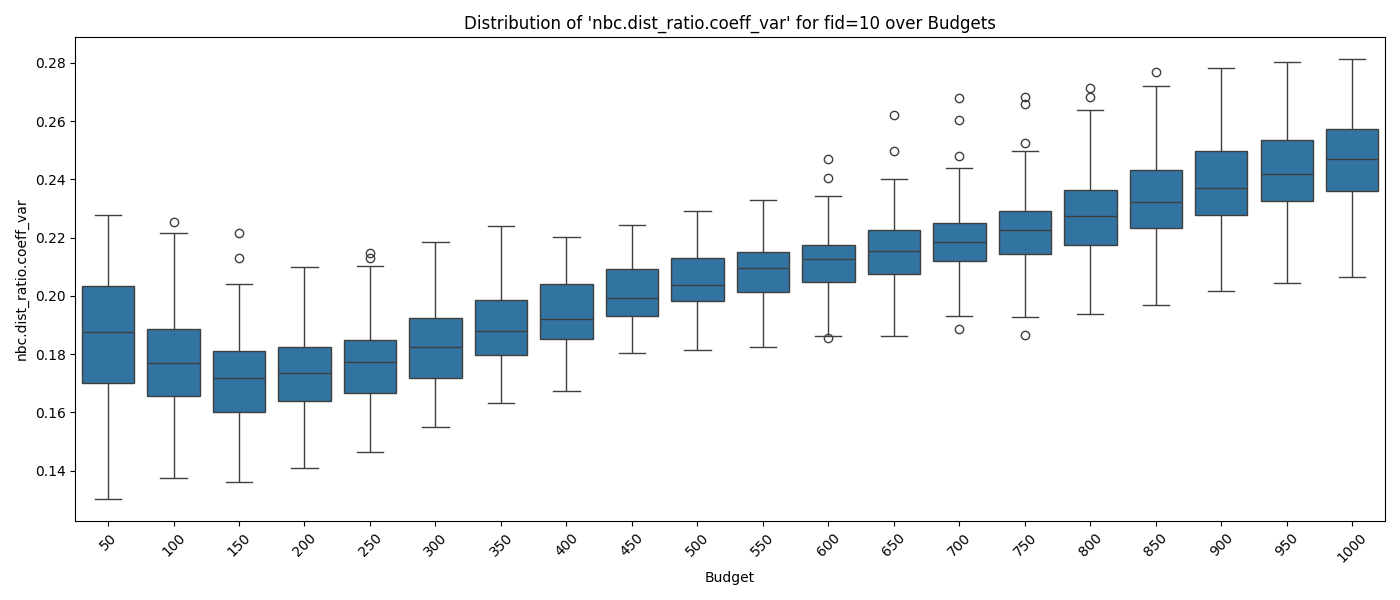 Distribution of 'nbc.dist_ratio.coeff_var' for fid=10 over Budgets
nbc.dist_ratio.coeff_var
0.28
0.26
0.24
0.22
0.20
0.18
0.16
0.14
50 100 150 200 250 300 350 400 450 500 550 600 650 700 750 800 850 900 950 1000
Budget